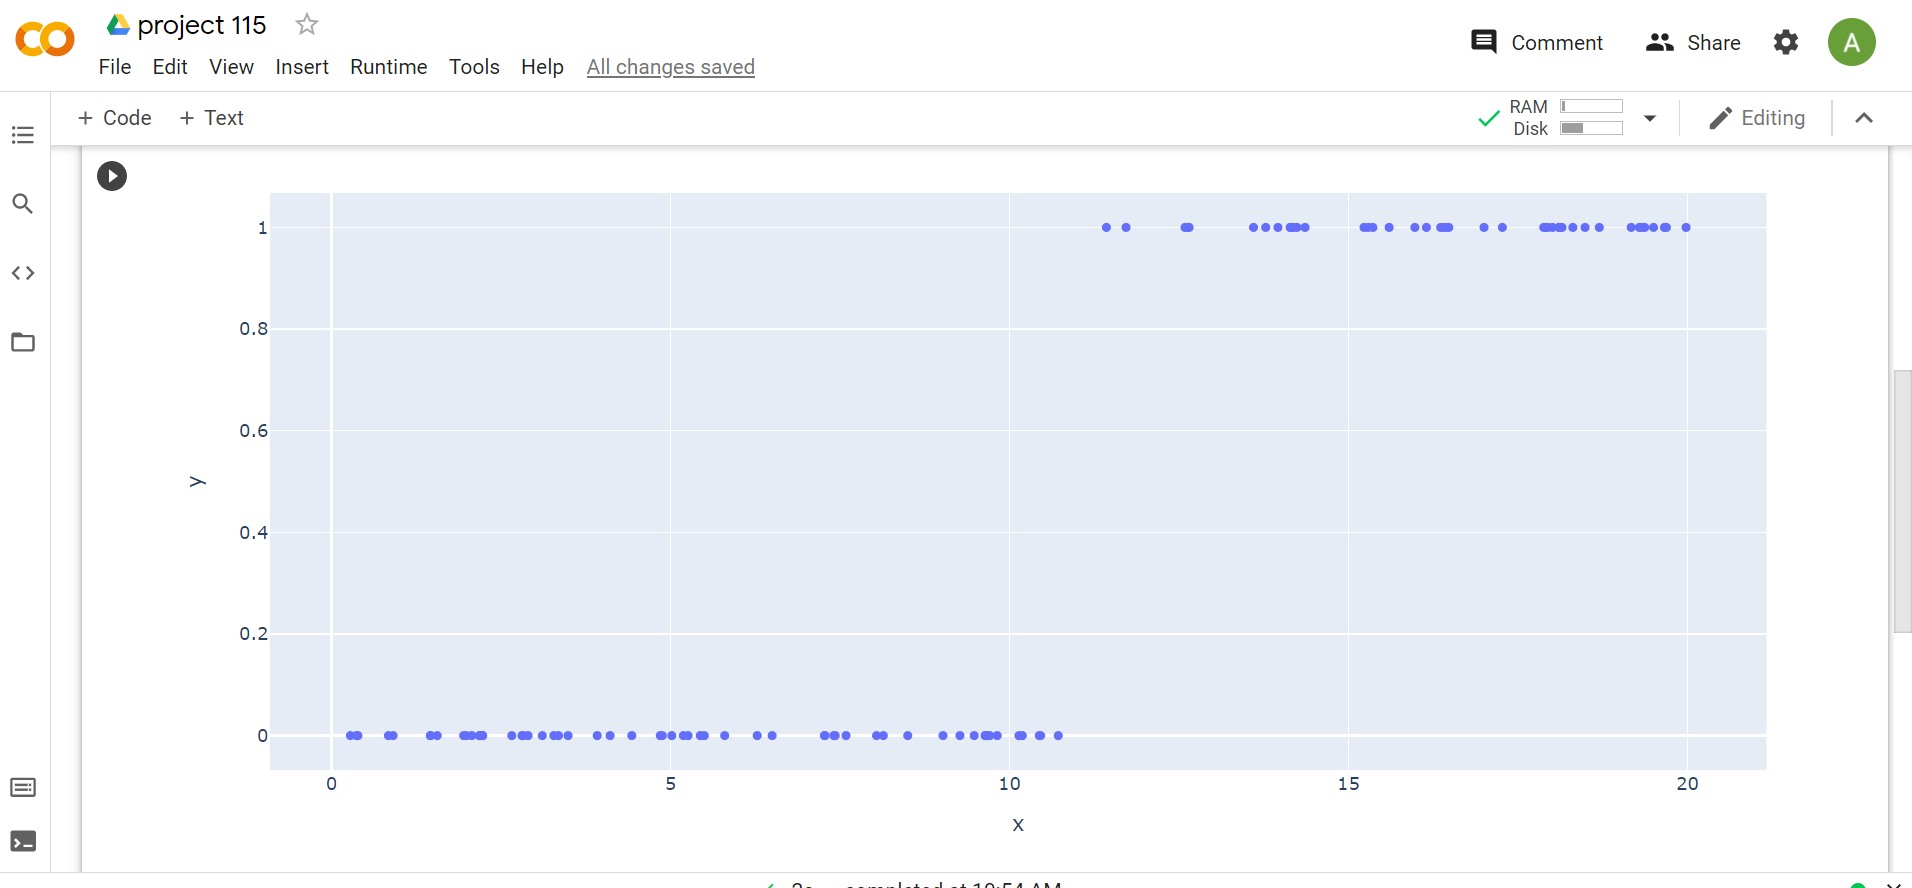 project 115
File Edit View Insert Runtime Tools Help All changes saved
Comment Share A
+ Code + Text
RAM
Disk
Editing
1
0.8
0.6
0.4
0.2
0
y
0 5 10 15 20
x
completed at 10:54 AM